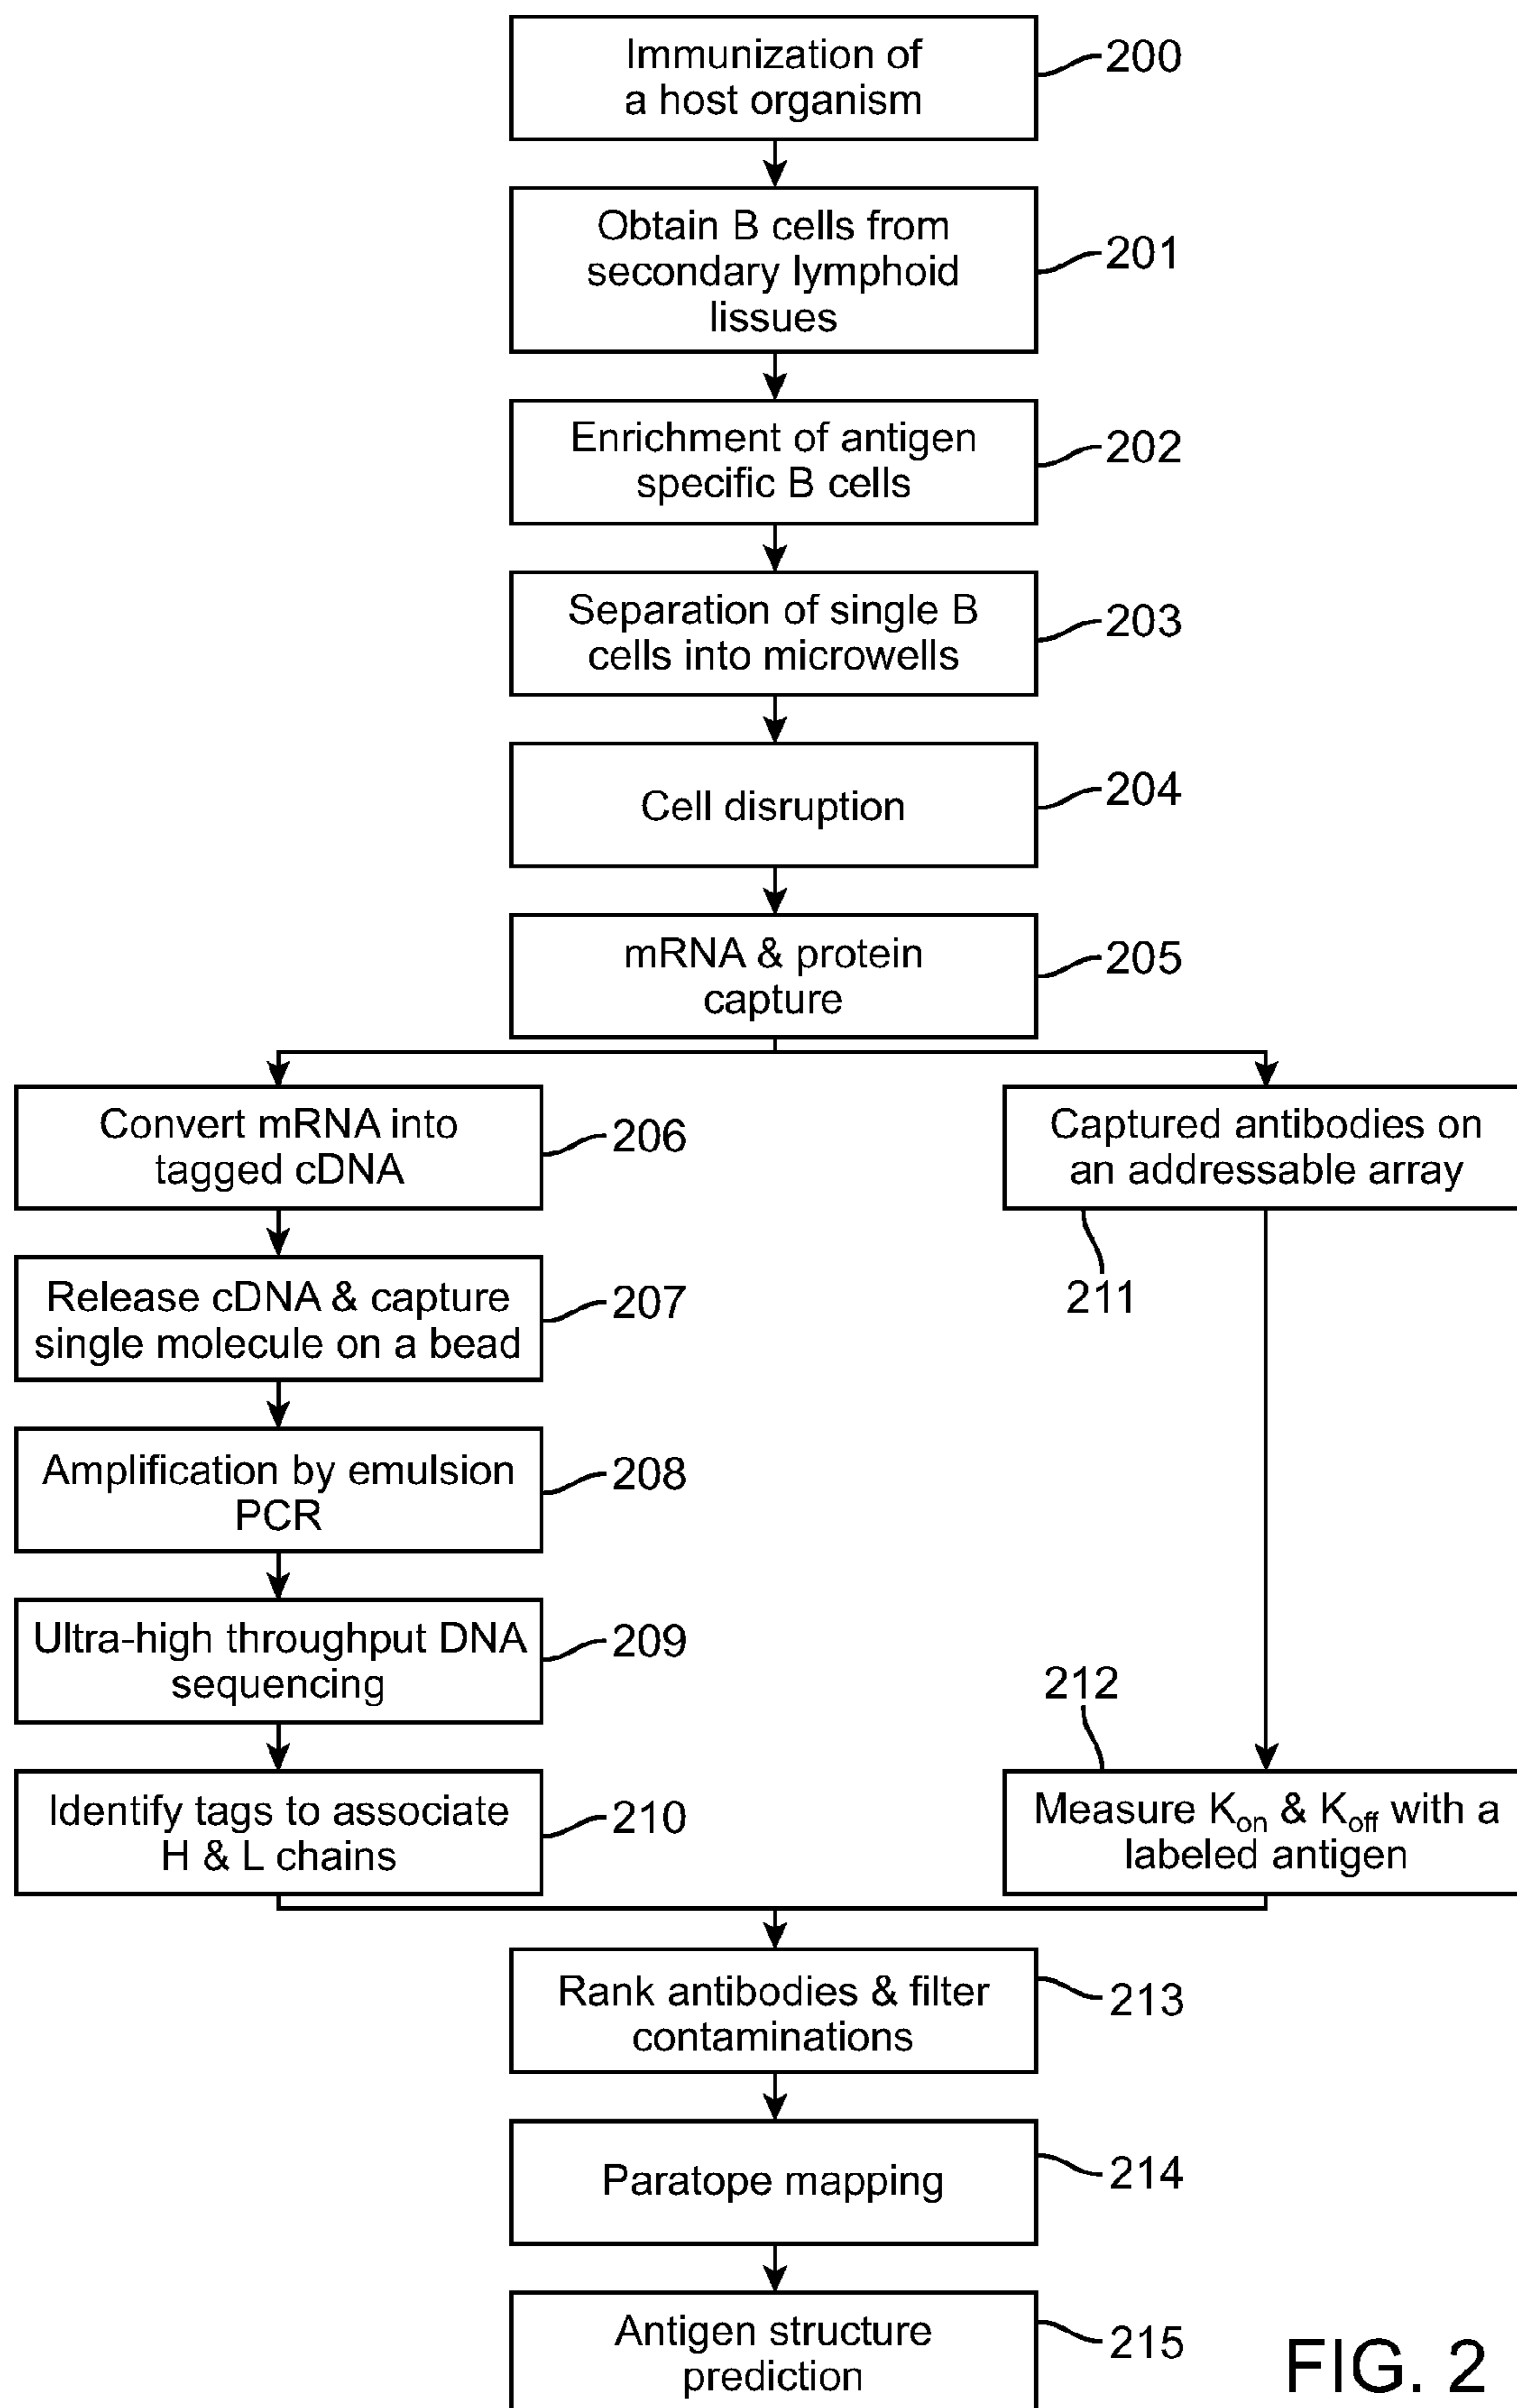 Immunization of
a host organism
200
Obtain B cells from
secondary lymphoid
lissues
201
Enrichment of antigen
specific B cells
202
Separation of single B
cells into microwells
203
Cell disruption
204
mRNA & protein
capture
205
Convert mRNA into
tagged cDNA
206
Captured antibodies on
an addressable array
211
Release cDNA & capture
single molecule on a bead
207
Amplification by emulsion
PCR
208
Ultra-high throughput DNA
sequencing
209
Identify tags to associate
H & L chains
210
212
Measure Kon & Koff with a
labeled antigen
Rank antibodies & filter
contaminations
213
Paratope mapping
214
Antigen structure
prediction
215
FIG. 2